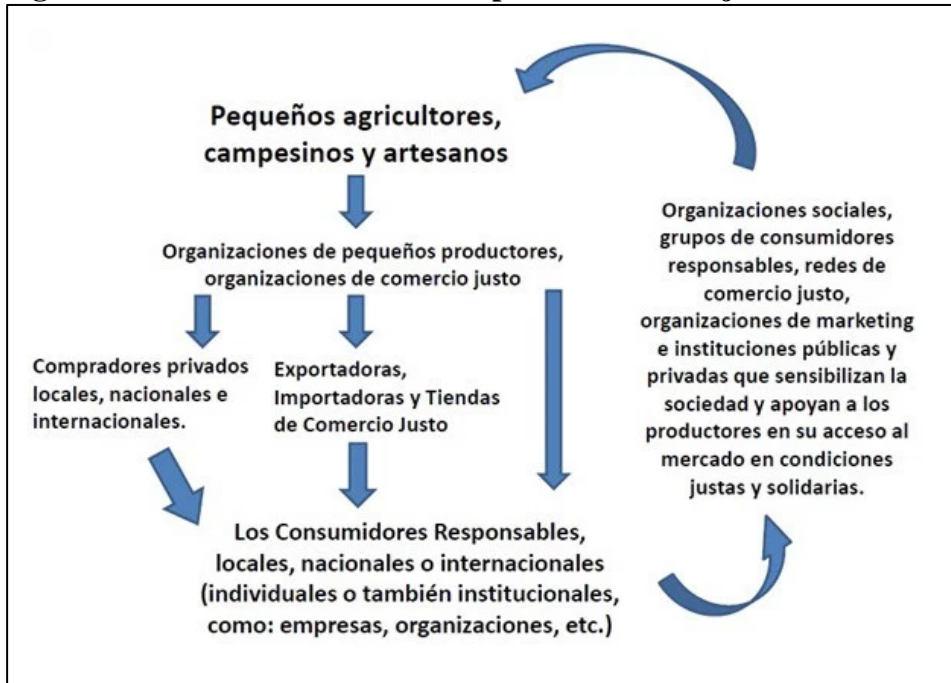 Pequeños agricultores,
campesinos y artesanos
Organizaciones de pequeños productores,
organizaciones de comercio justo
Compradores privados
locales, nacionales e
internacionales.
Exportadoras,
Importadoras y Tiendas
de Comercio Justo
Los Consumidores Responsables,
locales, nacionales o internacionales
(individuales o también institucionales,
como: empresas, organizaciones, etc.)
Organizaciones sociales,
grupos de consumidores
responsables, redes de
comercio justo,
organizaciones de marketing
e instituciones públicas y
privadas que sensibilizan la
sociedad y apoyan a los
productores en su acceso al
mercado en condiciones
justas y solidarias.